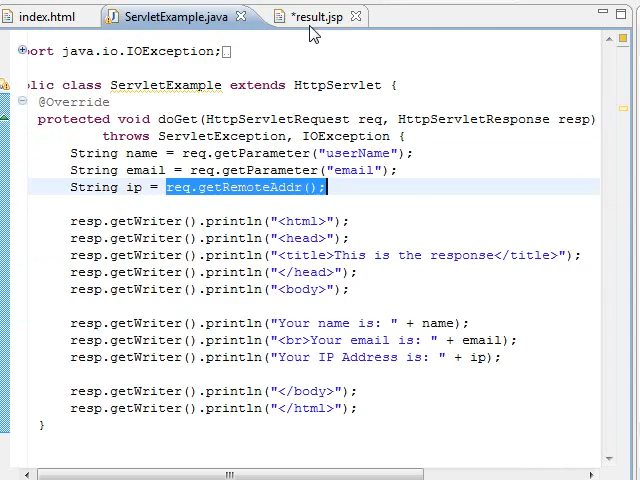 index.html ServletExample.java *result.jsp
ort java.io.IOException;
lic class ServletExample extends HttpServlet {
@Override
protected void doGet(HttpServletRequest req, HttpServletResponse resp)
throws ServletException, IOException {
String name = req.getParameter("userName");
String email = req.getParameter("email");
String ip = req.getRemoteAddr();
resp.getWriter().println("<html>");
resp.getWriter().println("<head>");
resp.getWriter().println("<title>This is the response</title>");
resp.getWriter().println("</head>");
resp.getWriter().println("<body>");
resp.getWriter().println("Your name is: " + name);
resp.getWriter().println("<br>Your email is: " + email);
resp.getWriter().println("Your IP Address is: " + ip);
resp.getWriter().println("</body>");
resp.getWriter().println("</html>");
}